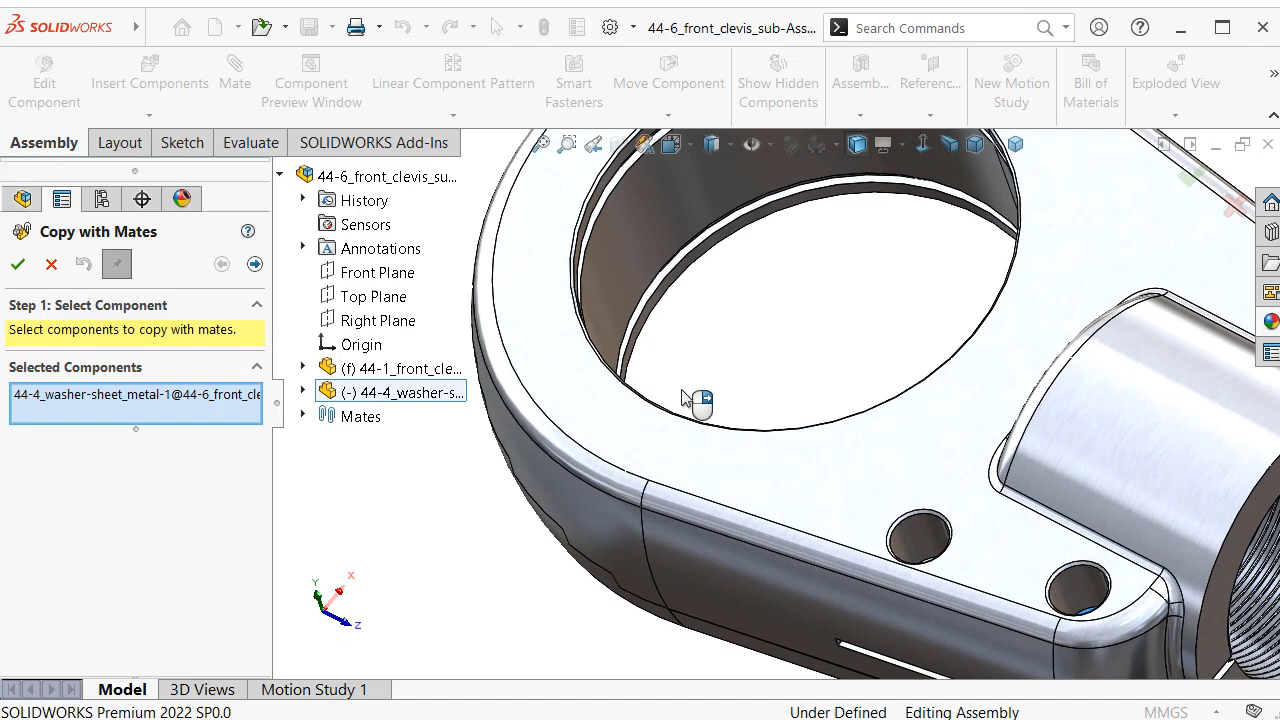 SOLIDWORKS
44-6_front_clevis_sub-Ass...
Search Commands
Edit Component
Insert Components
Mate
Component Preview Window
Linear Component Pattern
Smart Fasteners
Move Component
Show Hidden Components
Assemb...
Referenc...
New Motion Study
Bill of Materials
Exploded View
Assembly
Layout
Sketch
Evaluate
SOLIDWORKS Add-Ins
Copy with Mates
Step 1: Select Component
Select components to copy with mates.
Selected Components
44-4_washer-sheet_metal-1@44-6_front_cle
44-6_front_clevis_su...
History
Sensors
Annotations
Front Plane
Top Plane
Right Plane
Origin
(f) 44-1_front_cle...
(-) 44-4_washer-s...
Mates
Y
X
Z
Model
3D Views
Motion Study 1
SOLIDWORKS Premium 2022 SP0.0
Under Defined
Editing Assembly
MMGS